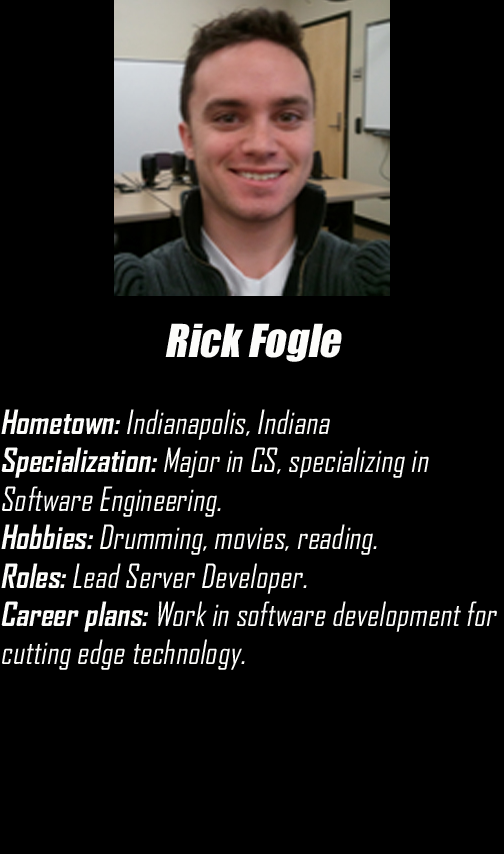 Rick Fogle
Hometown: Indianapolis, Indiana
Specialization: Major in CS, specializing in
Software Engineering.
Hobbies: Drumming, movies, reading.
Roles: Lead Server Developer.
Career plans: Work in software development for
cutting edge technology.